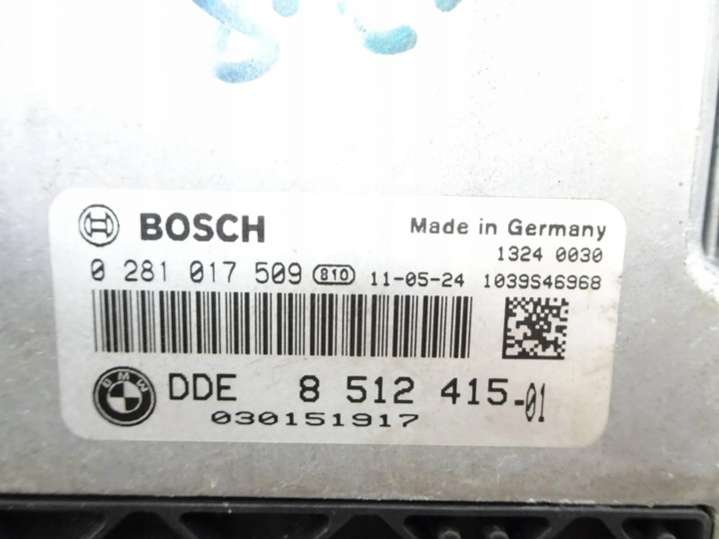 BOSCH Made in Germany
1324 0030
0 281 017 509 810 11-05-24 1039S46968
BMW DDE 8 512 415-01
030151917